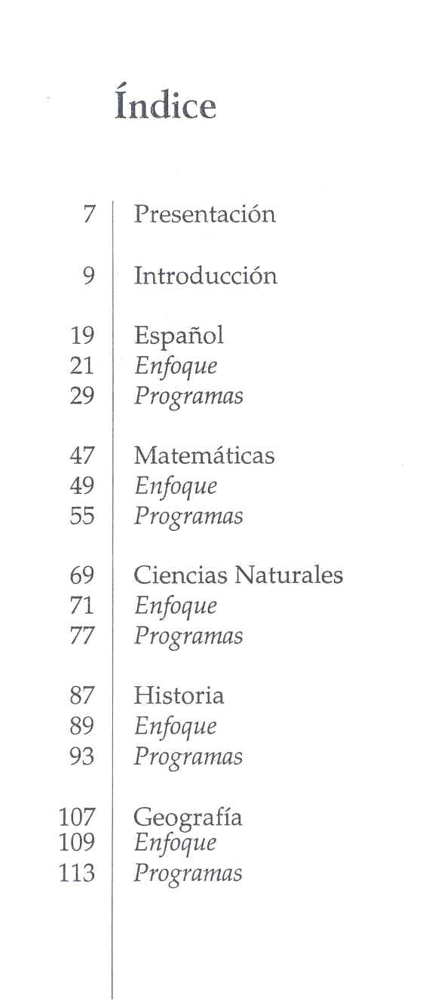 Índice
7 Presentación
9 Introducción
19 Español
21 Enfoque
29 Programas
47 Matemáticas
49 Enfoque
55 Programas
69 Ciencias Naturales
71 Enfoque
77 Programas
87 Historia
89 Enfoque
93 Programas
107 Geografía
109 Enfoque
113 Programas